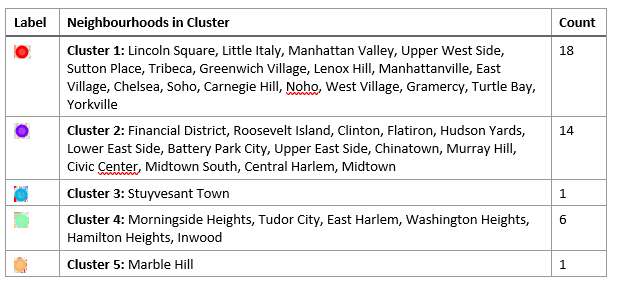 Label Neighbourhoods in Cluster Count
Cluster 1: Lincoln Square, Little Italy, Manhattan Valley, Upper West Side, 18
Sutton Place, Tribeca, Greenwich Village, Lenox Hill, Manhattanville, East
Village, Chelsea, Soho, Carnegie Hill, Noho, West Village, Gramercy, Turtle Bay,
Yorkville
Cluster 2: Financial District, Roosevelt Island, Clinton, Flatiron, Hudson Yards, 14
Lower East Side, Battery Park City, Upper East Side, Chinatown, Murray Hill,
Civic Center, Midtown South, Central Harlem, Midtown
Cluster 3: Stuyvesant Town 1
Cluster 4: Morningside Heights, Tudor City, East Harlem, Washington Heights, 6
Hamilton Heights, Inwood
Cluster 5: Marble Hill 1